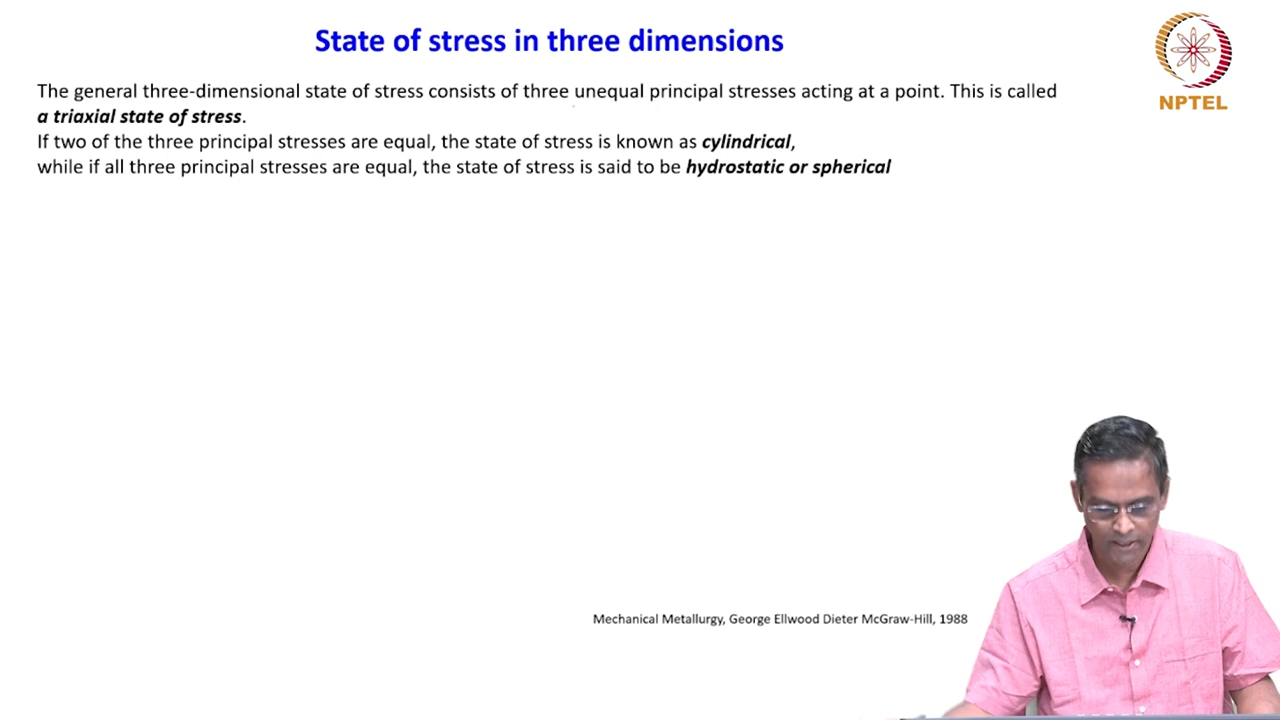 State of stress in three dimensions
NPTEL
The general three-dimensional state of stress consists of three unequal principal stresses acting at a point. This is called
a triaxial state of stress.
If two of the three principal stresses are equal, the state of stress is known as cylindrical,
while if all three principal stresses are equal, the state of stress is said to be hydrostatic or spherical
Mechanical Metallurgy, George Ellwood Dieter McGraw-Hill, 1988